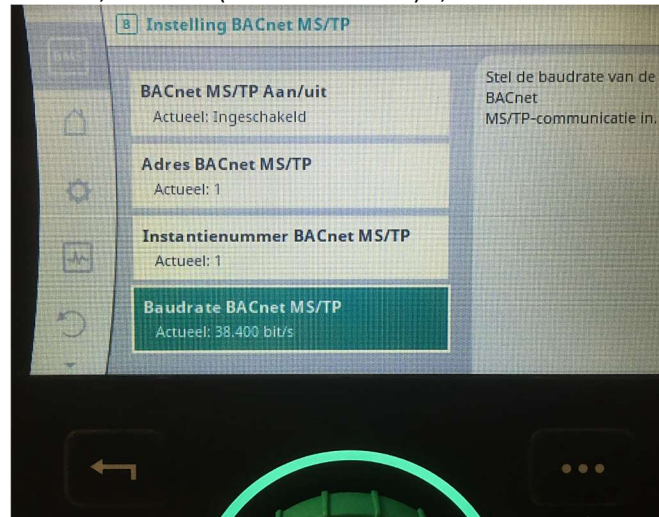 8 Instelling BACnet MS/TP
BACnet MS/TP Aan/uit
Actueel: Ingeschakeld
Adres BACnet MS/TP
Actueel: 1
Instantienummer BACnet MS/TP
Actueel: 1
Baudrate BACnet MS/TP
Actueel: 38.400 bit/s
Stel de baudrate van de
BACnet
MS/TP-communicatie in.